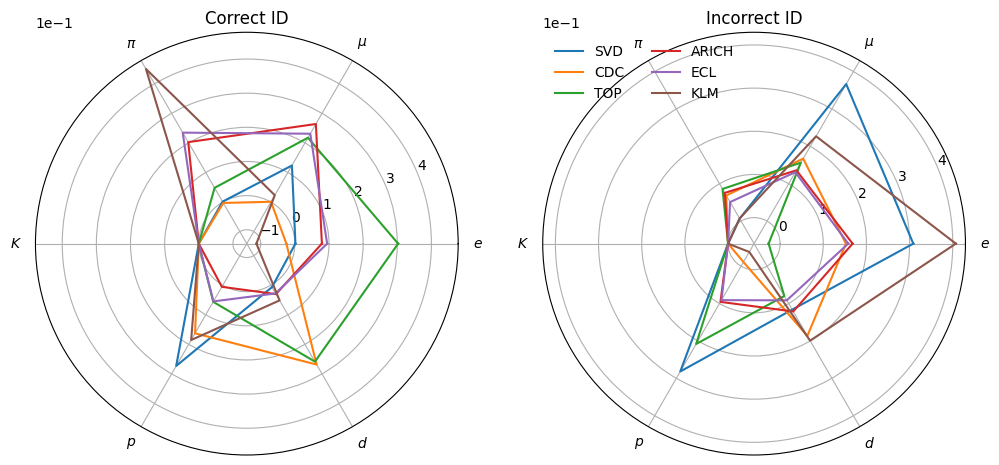 Correct ID
1e−1
e
μ
π
K
p
d
−1
0
1
2
3
4
Incorrect ID
1e−1
e
μ
π
K
p
d
0
1
2
3
4
SVD
CDC
TOP
ARICH
ECL
KLM